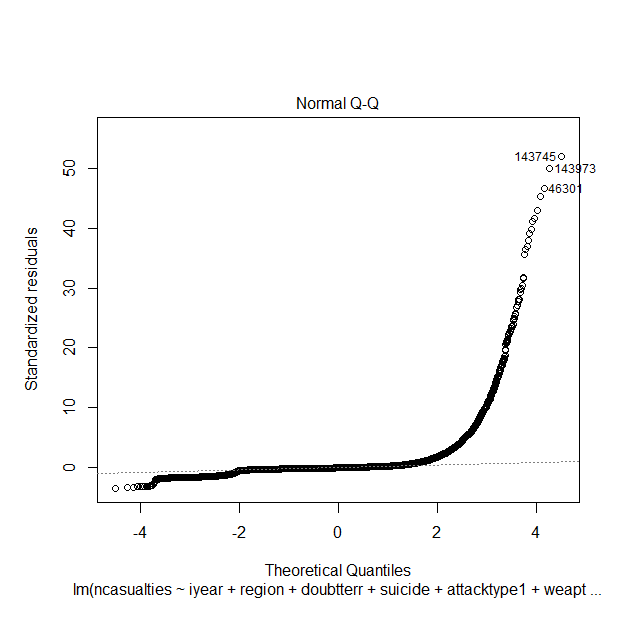 Normal Q-Q
143745
143973
46301
50
40
30
20
10
0
Standardized residuals
-4 -2 0 2 4
Theoretical Quantiles
lm(ncasualties ~ iyear + region + doubtterr + suicide + attacktype1 + weapt ...